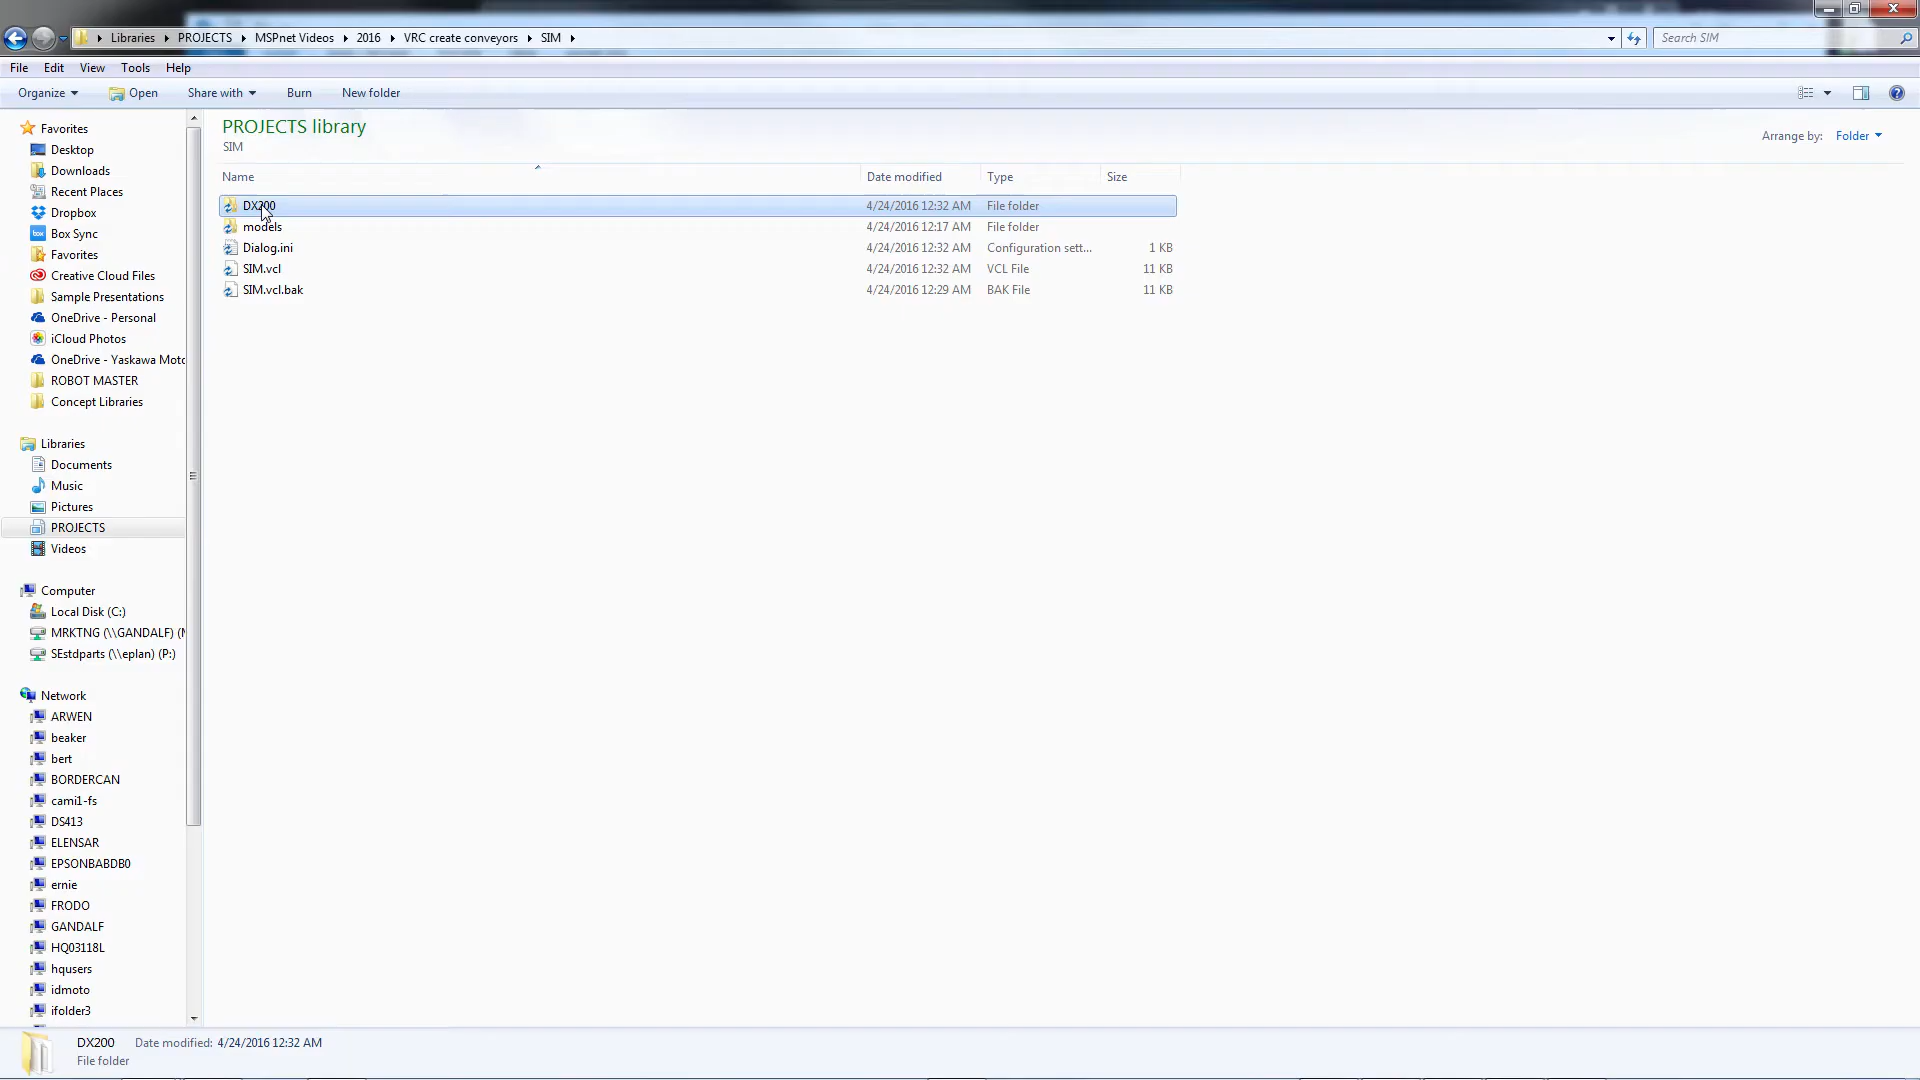 Libraries PROJECTS MSPnet Videos 2016 VRC create conveyors SIM
Search SIM
File Edit View Tools Help
Organize Open Share with Burn New folder
PROJECTS library
SIM
Arrange by: Folder
Name Date modified Type Size
DX200 4/24/2016 12:32 AM File folder
models 4/24/2016 12:17 AM File folder
Dialog.ini 4/24/2016 12:32 AM Configuration sett... 1 KB
SIM.vcl 4/24/2016 12:32 AM VCL File 11 KB
SIM.vcl.bak 4/24/2016 12:29 AM BAK File 11 KB
Favorites
Desktop
Downloads
Recent Places
Dropbox
Box Sync
Favorites
Creative Cloud Files
Sample Presentations
OneDrive - Personal
iCloud Photos
OneDrive - Yaskawa Moto
ROBOT MASTER
Concept Libraries
Libraries
Documents
Music
Pictures
PROJECTS
Videos
Computer
Local Disk (C:)
MRKTNG (\\GANDALF) (M
SEstdparts (\\eplan) (P:)
Network
ARWEN
beaker
bert
BORDERCAN
cami1-fs
DS413
ELENSAR
EPSONBABDB0
ernie
FRODO
GANDALF
HQ03118L
hqusers
idmoto
ifolder3
DX200 Date modified: 4/24/2016 12:32 AM
File folder